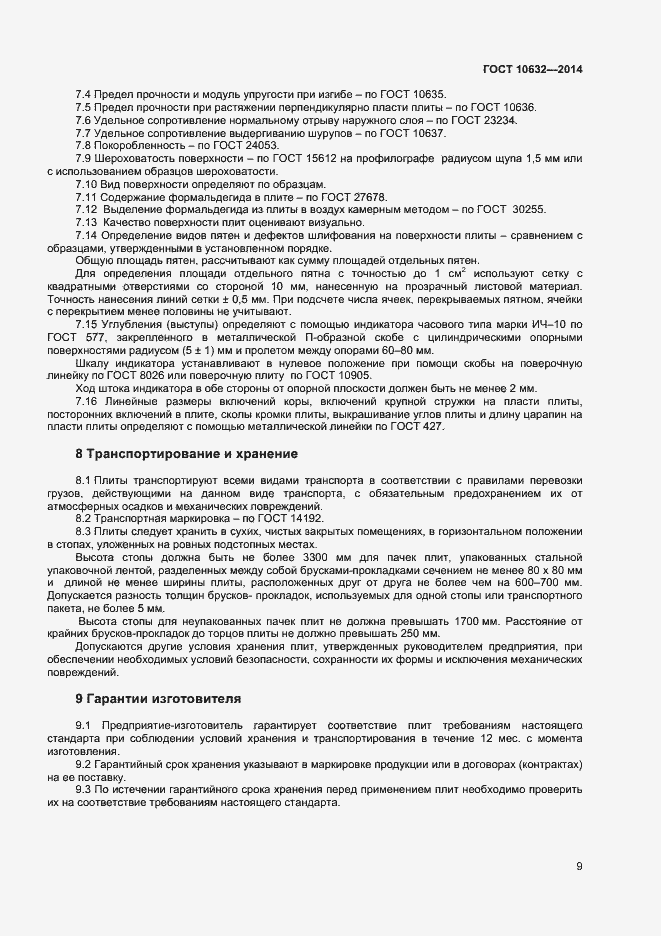 ГОСТ 10632—2014
7.4 Предел прочности и модуль упругости при изгибе – по ГОСТ 10635.
7.5 Предел прочности при растяжении перпендикулярно пласти плиты – по ГОСТ 10636.
7.6 Удельное сопротивление нормальному отрыву наружного слоя – по ГОСТ 23234.
7.7 Удельное сопротивление выдергиванию шурупов – по ГОСТ 10637.
7.8 Покоробленность – по ГОСТ 24053.
7.9 Шероховатость поверхности – по ГОСТ 15612 на профилографе радиусом щупа 1,5 мм или
с использованием образцов шероховатости.
7.10 Вид поверхности определяют по образцам.
7.11 Содержание формальдегида в плите – по ГОСТ 27678.
7.12 Выделение формальдегида из плиты в воздух камерным методом – по ГОСТ 30255.
7.13 Качество поверхности плит оценивают визуально.
7.14 Определение видов пятен и дефектов шлифования на поверхности плиты – сравнением с
образцами, утвержденными в установленном порядке.
Общую площадь пятен, рассчитывают как сумму площадей отдельных пятен.
Для определения площади отдельного пятна с точностью до 1 см² используют сетку с
квадратными отверстиями со стороной 10 мм, нанесенную на прозрачный листовой материал.
Точность нанесения линий сетки ± 0,5 мм. При подсчете числа ячеек, перекрываемых пятном, ячейки
с перекрытием менее половины не учитывают.
7.15 Углубления (выступы) определяют с помощью индикатора часового типа марки ИЧ–10 по
ГОСТ 577, закрепленного в металлической П-образной скобе с цилиндрическими опорными
поверхностями радиусом (5 ± 1) мм и пролетом между опорами 60–80 мм.
Шкалу индикатора устанавливают в нулевое положение при помощи скобы на поверочную
линейку по ГОСТ 8026 или поверочную плиту по ГОСТ 10905.
Ход штока индикатора в обе стороны от опорной плоскости должен быть не менее 2 мм.
7.16 Линейные размеры включений коры, включений крупной стружки на пласти плиты,
посторонних включений в плите, сколы кромки плиты, выкрашивание углов плиты и длину царапин на
пласти плиты определяют с помощью металлической линейки по ГОСТ 427.
8 Транспортирование и хранение
8.1 Плиты транспортируют всеми видами транспорта в соответствии с правилами перевозки
грузов, действующими на данном виде транспорта, с обязательным предохранением их от
атмосферных осадков и механических повреждений.
8.2 Транспортная маркировка – по ГОСТ 14192.
8.3 Плиты следует хранить в сухих, чистых закрытых помещениях, в горизонтальном положении
в стопах, уложенных на ровных подстопных местах.
Высота стопы должна быть не более 3300 мм для пачек плит, упакованных стальной
упаковочной лентой, разделенных между собой брусками-прокладками сечением не менее 80 х 80 мм
и длиной не менее ширины плиты, расположенных друг от друга не более чем на 600–700 мм.
Допускается разность толщин брусков- прокладок, используемых для одной стопы или транспортного
пакета, не более 5 мм.
Высота стопы для неупакованных пачек плит не должна превышать 1700 мм. Расстояние от
крайних брусков-прокладок до торцов плиты не должно превышать 250 мм.
Допускаются другие условия хранения плит, утвержденных руководителем предприятия, при
обеспечении необходимых условий безопасности, сохранности их формы и исключения механических
повреждений.
9 Гарантии изготовителя
9.1 Предприятие-изготовитель гарантирует соответствие плит требованиям настоящего
стандарта при соблюдении условий хранения и транспортирования в течение 12 мес. с момента
изготовления.
9.2 Гарантийный срок хранения указывают в маркировке продукции или в договорах (контрактах)
на ее поставку.
9.3 По истечении гарантийного срока хранения перед применением плит необходимо проверить
их на соответствие требованиям настоящего стандарта.
9